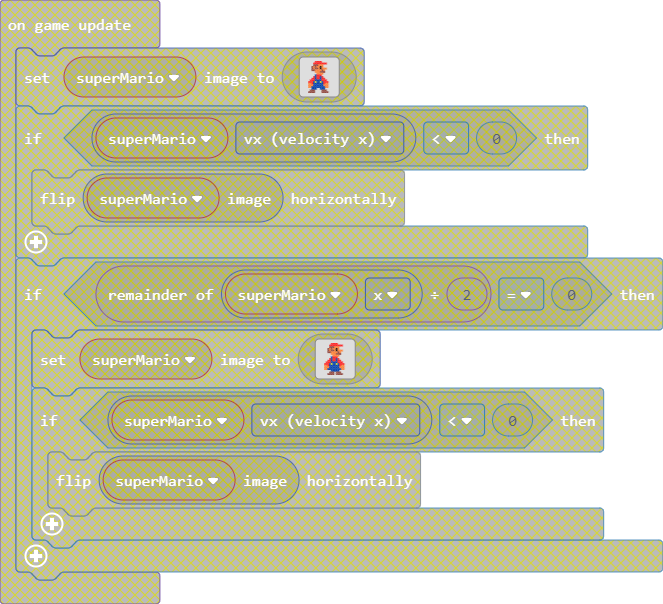 on game update
set superMario image to
if superMario vx (velocity x) < 0 then
flip superMario image horizontally
if remainder of superMario x ÷ 2 = 0 then
set superMario image to
if superMario vx (velocity x) < 0 then
flip superMario image horizontally